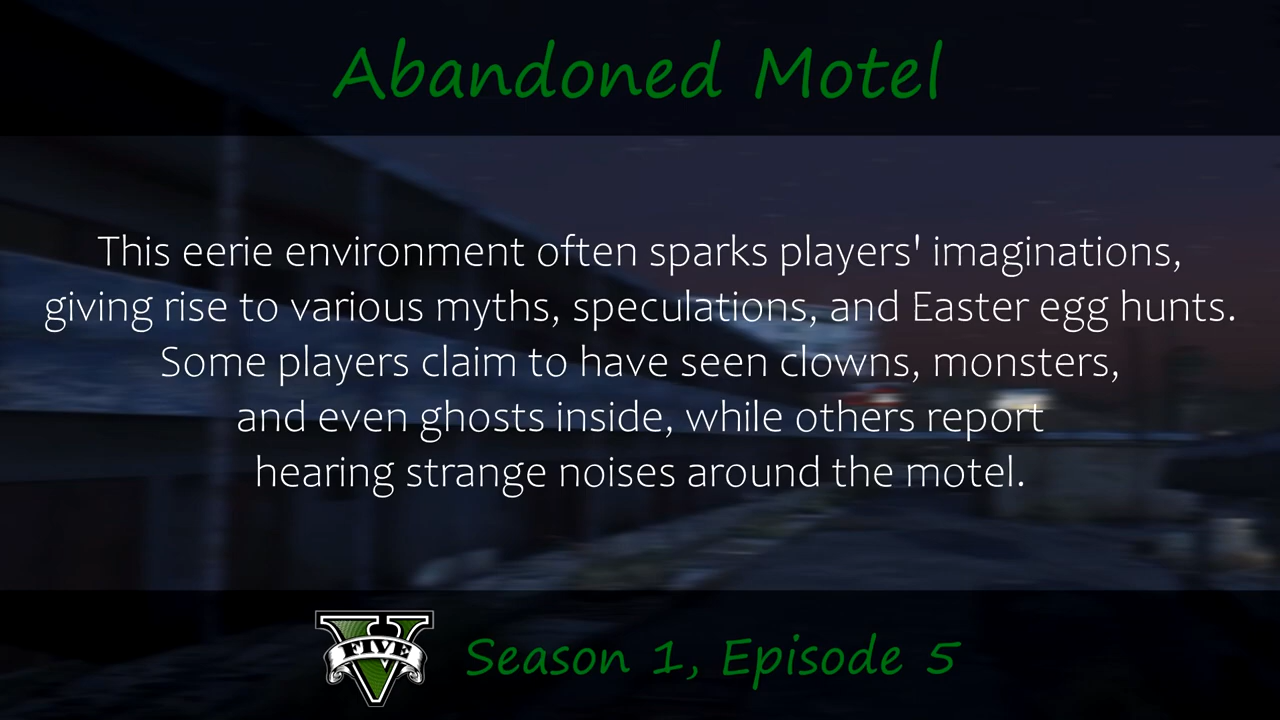 Abandoned Motel
This eerie environment often sparks players' imaginations,
giving rise to various myths, speculations, and Easter egg hunts.
Some players claim to have seen clowns, monsters,
and even ghosts inside, while others report
hearing strange noises around the motel.
V
FIVE
Season 1, Episode 5